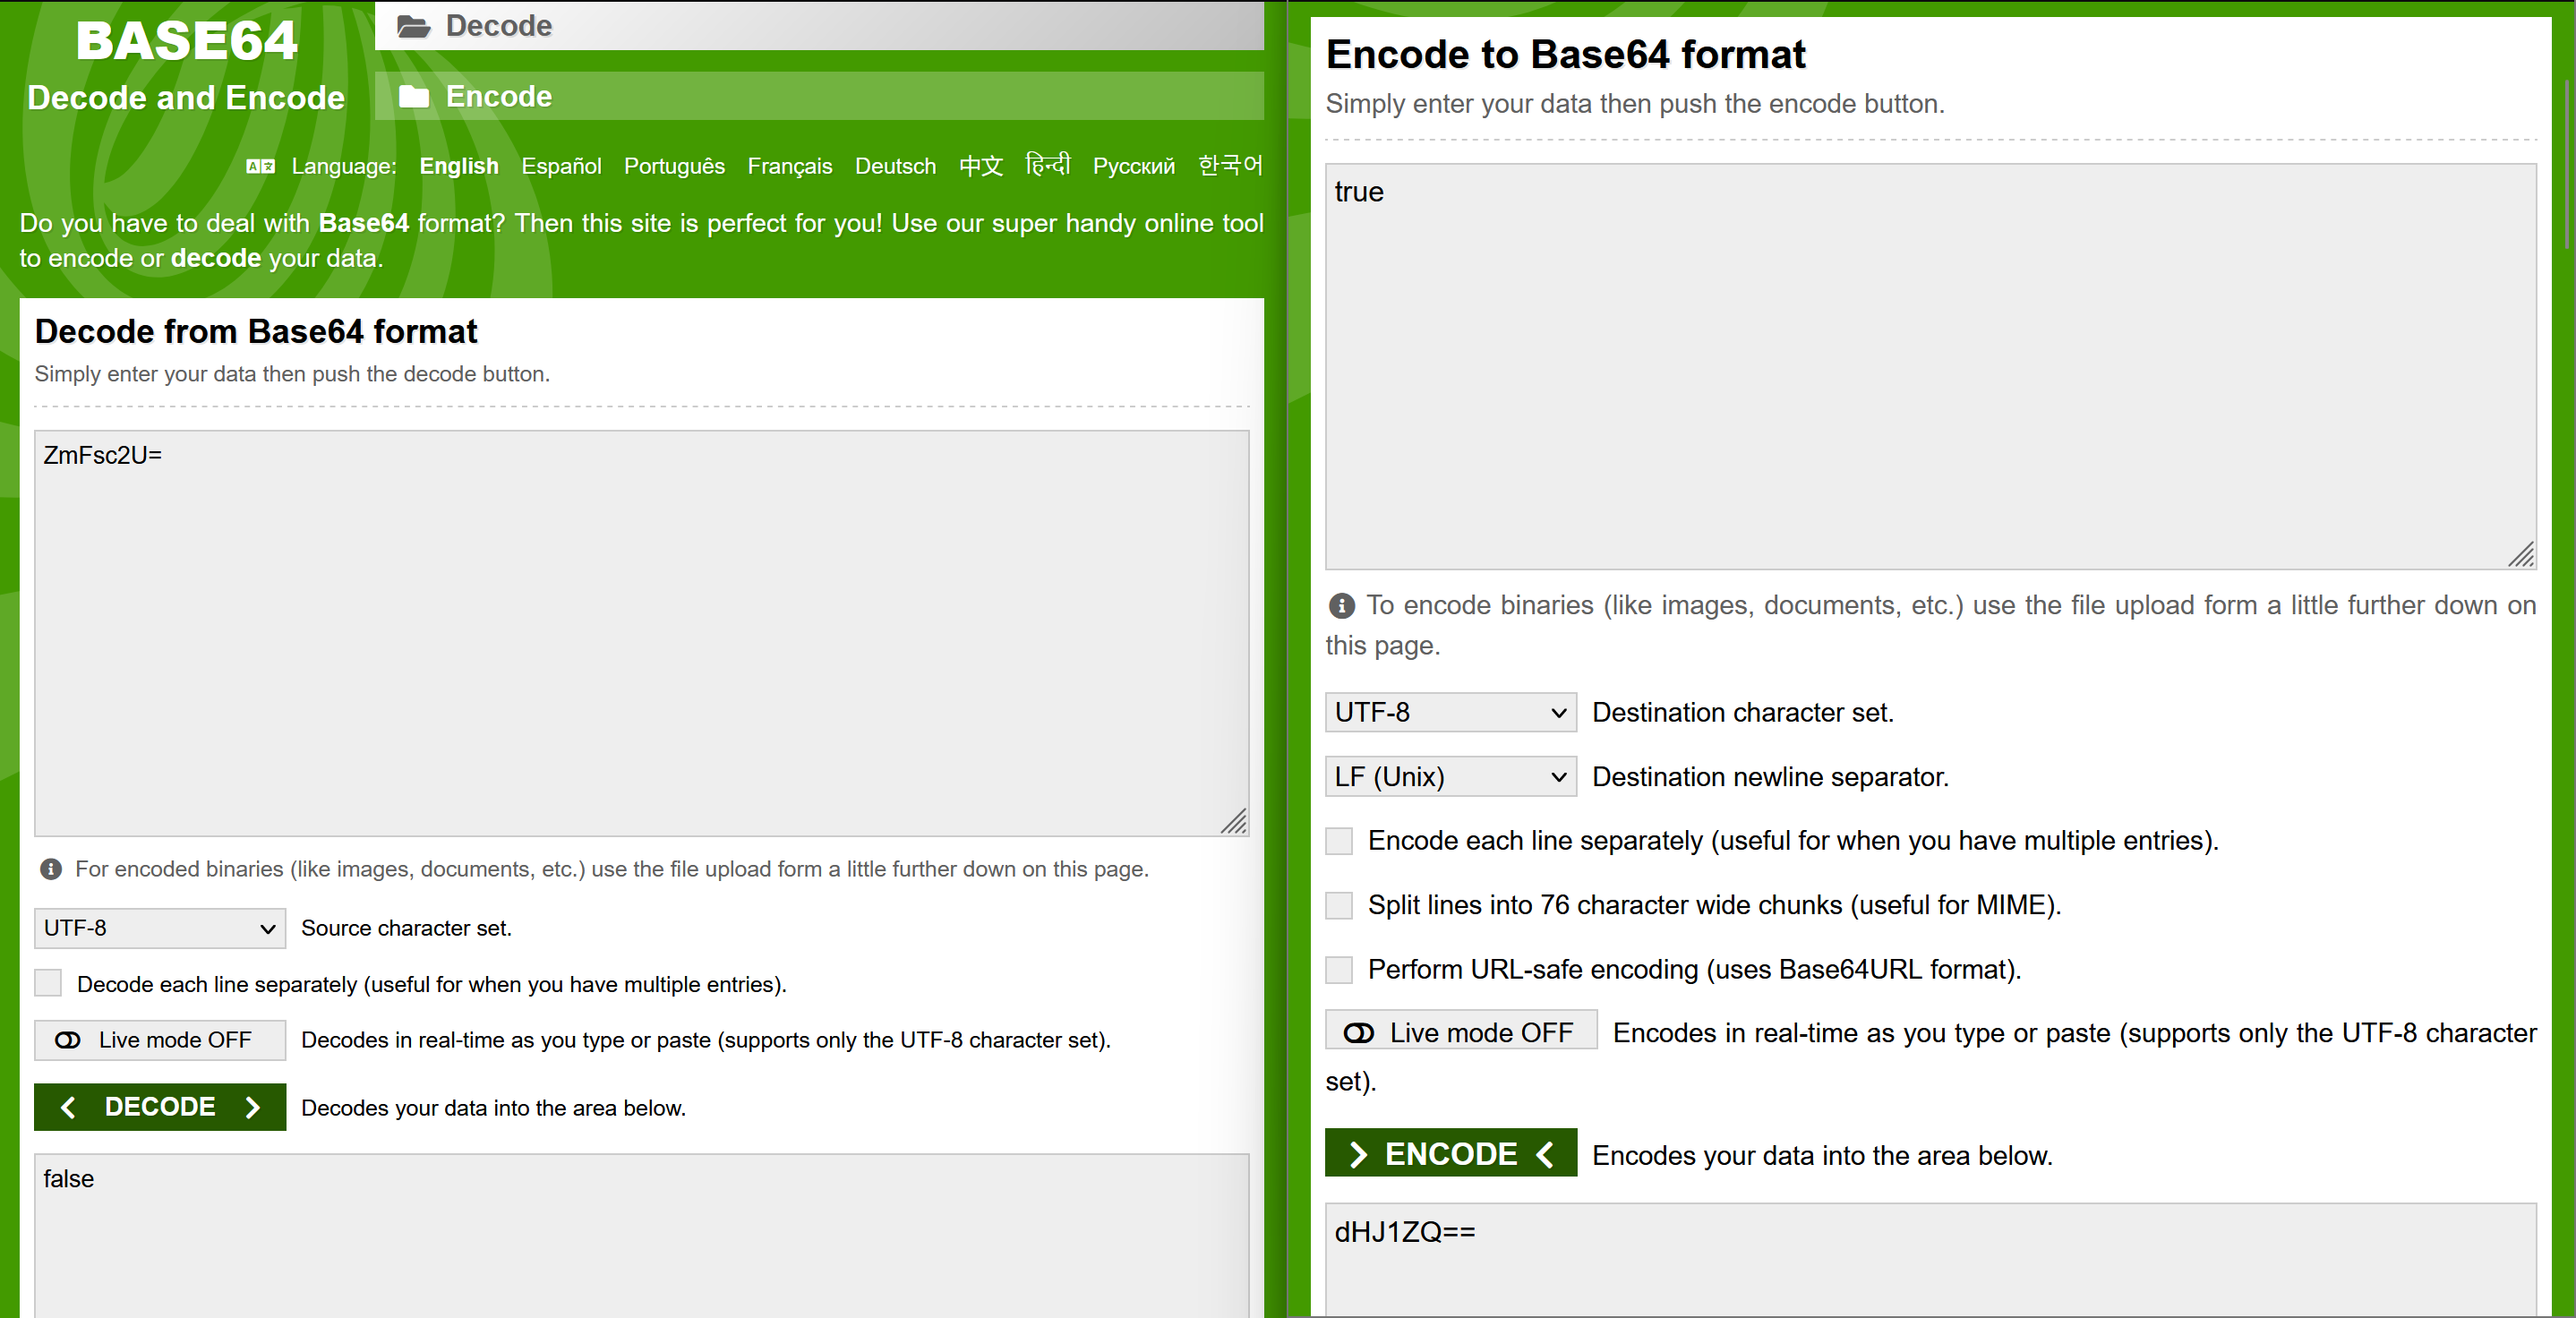 BASE64
Decode and Encode
Decode
Encode
Language: English Español Português Français Deutsch 中文 हिन्दी Русский 한국어
Do you have to deal with Base64 format? Then this site is perfect for you! Use our super handy online tool
to encode or decode your data.
Decode from Base64 format
Simply enter your data then push the decode button.
ZmFsc2U=
For encoded binaries (like images, documents, etc.) use the file upload form a little further down on this page.
UTF-8 Source character set.
Decode each line separately (useful for when you have multiple entries).
Live mode OFF Decodes in real-time as you type or paste (supports only the UTF-8 character set).
DECODE Decodes your data into the area below.
false
Encode to Base64 format
Simply enter your data then push the encode button.
true
To encode binaries (like images, documents, etc.) use the file upload form a little further down on
this page.
UTF-8 Destination character set.
LF (Unix) Destination newline separator.
Encode each line separately (useful for when you have multiple entries).
Split lines into 76 character wide chunks (useful for MIME).
Perform URL-safe encoding (uses Base64URL format).
Live mode OFF Encodes in real-time as you type or paste (supports only the UTF-8 character
set).
ENCODE Encodes your data into the area below.
dHJ1ZQ==